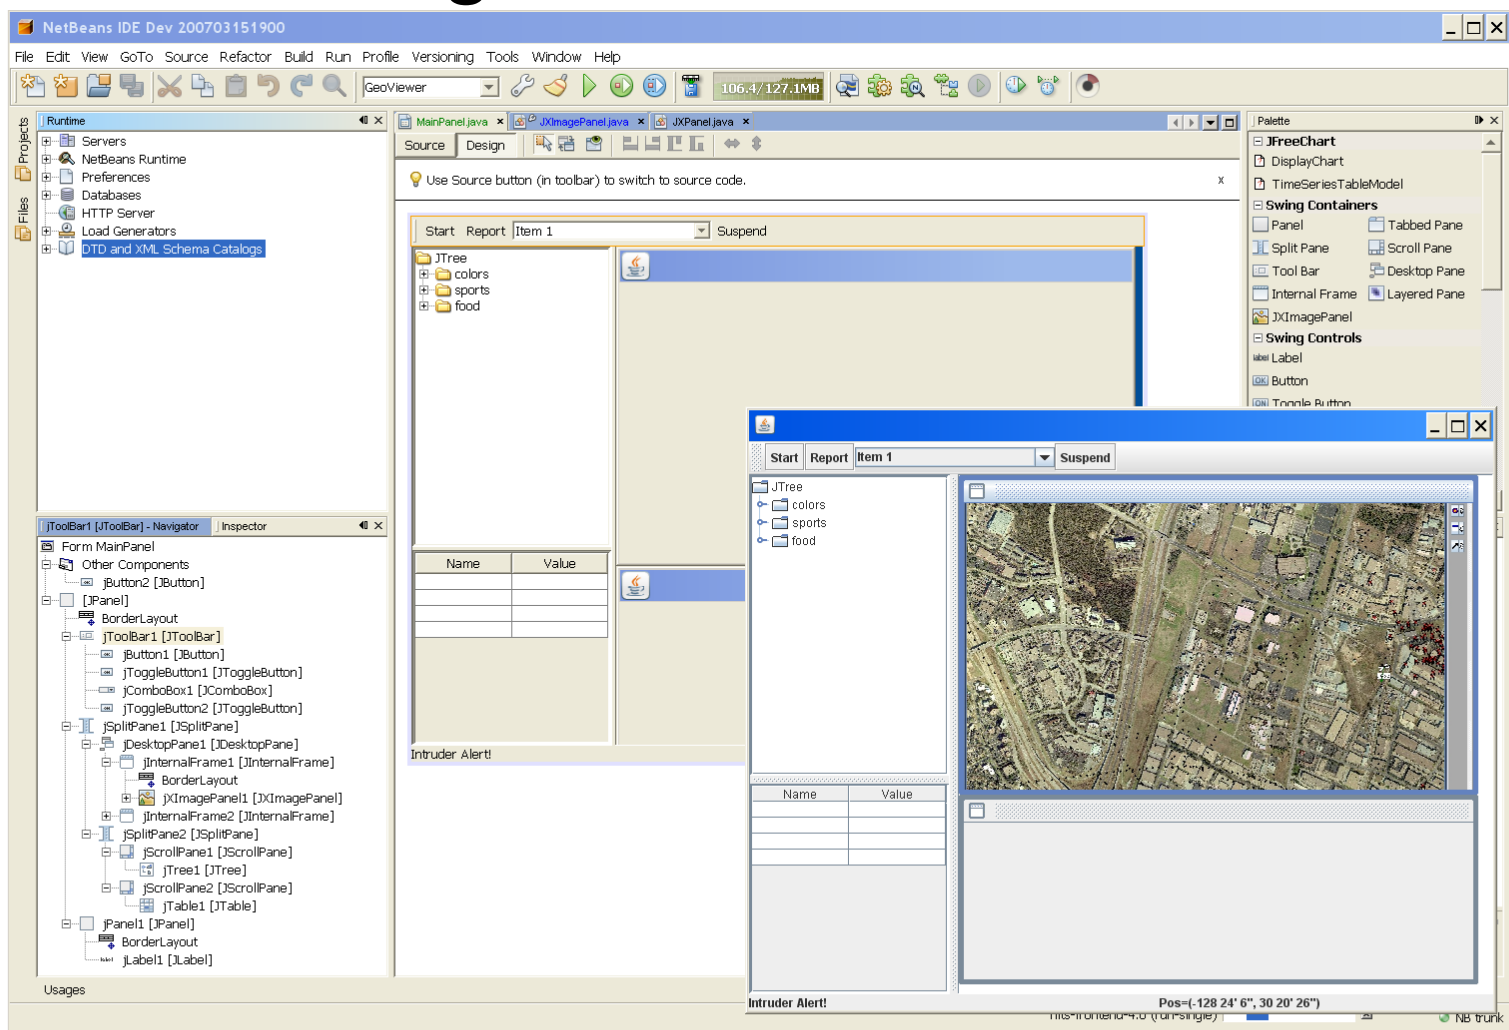 NetBeans IDE Dev 200703151900
File Edit View GoTo Source Refactor Build Run Profile Versioning Tools Window Help
GeoViewer
106.4/127.1MB
Projects
Files
Runtime
Servers
NetBeans Runtime
Preferences
Databases
HTTP Server
Load Generators
DTD and XML Schema Catalogs
jToolBar1 [JToolBar] - Navigator
Inspector
Form MainPanel
Other Components
jButton2 [JButton]
[JPanel]
BorderLayout
jToolBar1 [JToolBar]
jButton1 [JButton]
jToggleButton1 [JToggleButton]
jComboBox1 [JComboBox]
jToggleButton2 [JToggleButton]
jSplitPane1 [JSplitPane]
jDesktopPane1 [JDesktopPane]
jInternalFrame1 [JInternalFrame]
BorderLayout
jXImagePanel1 [JXImagePanel]
jInternalFrame2 [JInternalFrame]
jSplitPane2 [JSplitPane]
jScrollPane1 [JScrollPane]
jTree1 [JTree]
jScrollPane2 [JScrollPane]
jTable1 [JTable]
jPanel1 [JPanel]
BorderLayout
jLabel1 [JLabel]
Usages
MainPanel.java JXImagePanel.java JXPanel.java
Source Design
Use Source button (in toolbar) to switch to source code. x
Start Report Item 1 Suspend
JTree
colors
sports
food
Name Value
Intruder Alert!
Palette
JFreeChart
DisplayChart
TimeSeriesTableModel
Swing Containers
Panel Tabbed Pane
Split Pane Scroll Pane
Tool Bar Desktop Pane
Internal Frame Layered Pane
JXImagePanel
Swing Controls
label Label
OK Button
ON Toggle Button
Start Report Item 1 Suspend
JTree
colors
sports
food
Name Value
Intruder Alert! Pos=(-128 24' 6", 30 20' 26")
NB trunk